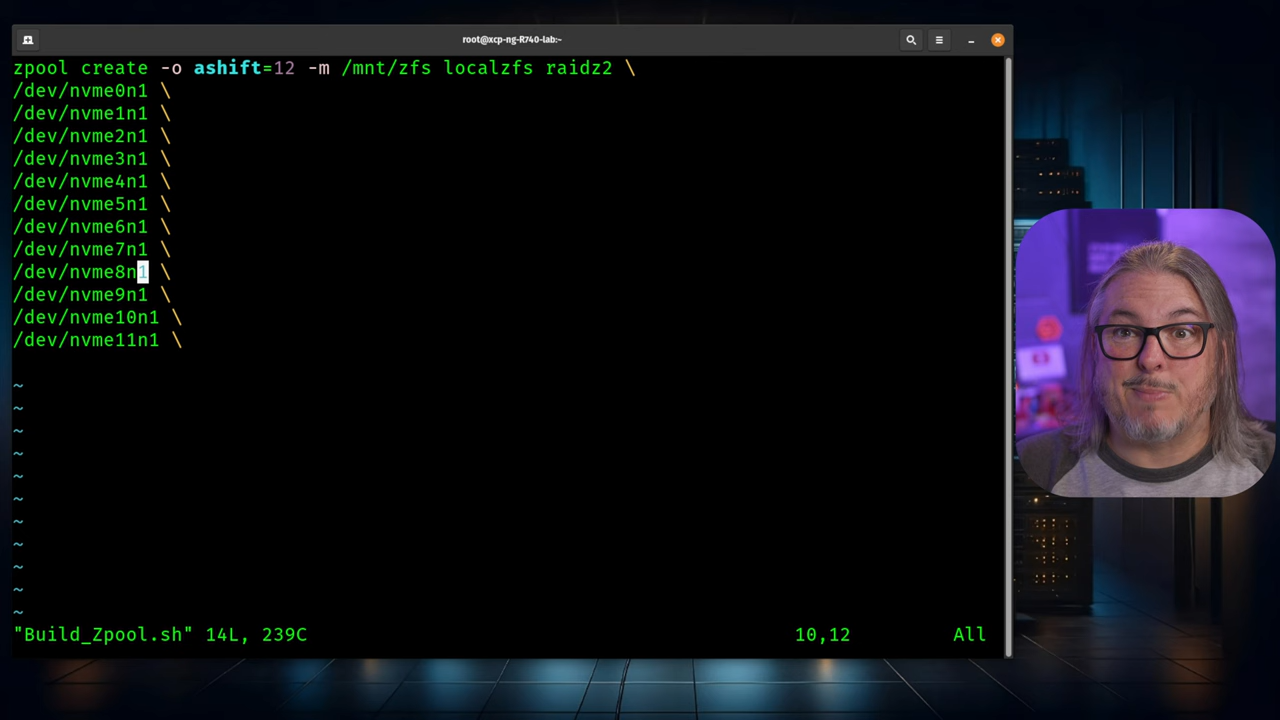 root@xcp-ng-R740-lab:~
zpool create -o ashift=12 -m /mnt/zfs localzfs raidz2 \
/dev/nvme0n1 \
/dev/nvme1n1 \
/dev/nvme2n1 \
/dev/nvme3n1 \
/dev/nvme4n1 \
/dev/nvme5n1 \
/dev/nvme6n1 \
/dev/nvme7n1 \
/dev/nvme8n1 \
/dev/nvme9n1 \
/dev/nvme10n1 \
/dev/nvme11n1 \
~
~
~
~
~
~
~
~
~
~
~
"Build_Zpool.sh" 14L, 239C 10,12 All